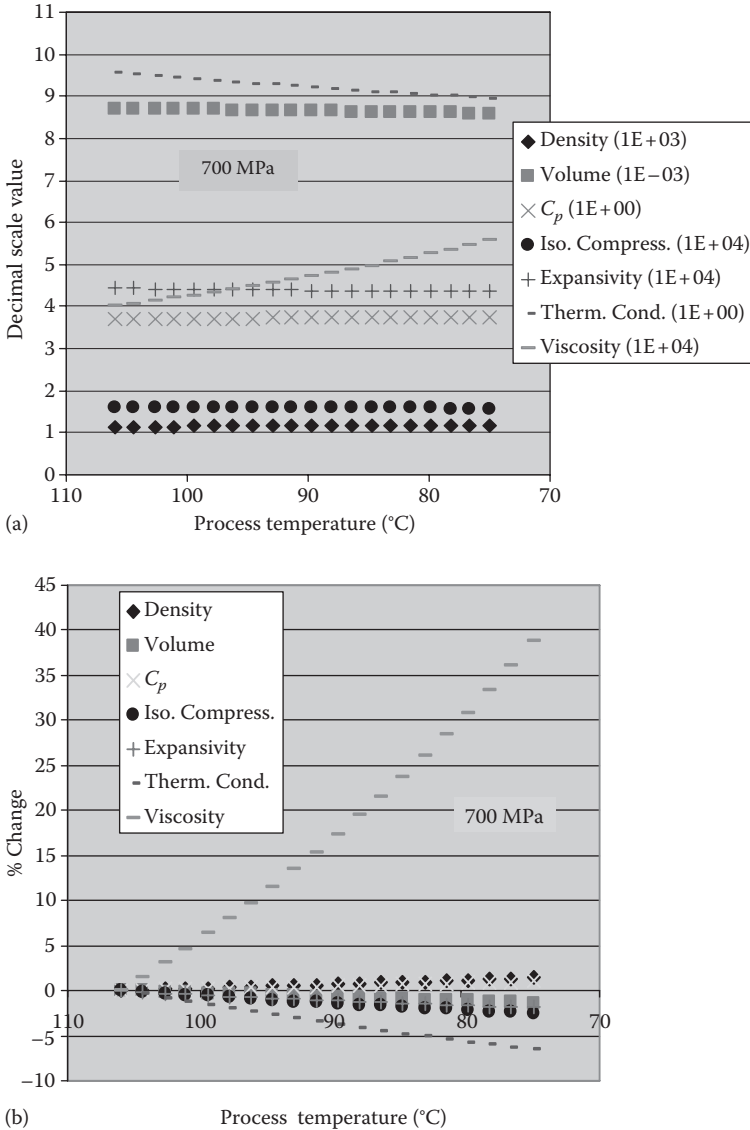 11
10
9
8
7
6
5
4
3
2
1
0
Decimal scale value
700 MPa
Density (1E+03)
Volume (1E−03)
Cp (1E+00)
Iso. Compress. (1E+04)
Expansivity (1E+04)
Therm. Cond. (1E+00)
Viscosity (1E+04)
110 100 90 80 70
(a) Process temperature (°C)
45
40
35
30
25
20
15
10
5
0
−5
−10
% Change
Density
Volume
Cp
Iso. Compress.
Expansivity
Therm. Cond.
Viscosity
700 MPa
110 100 90 80 70
(b) Process temperature (°C)